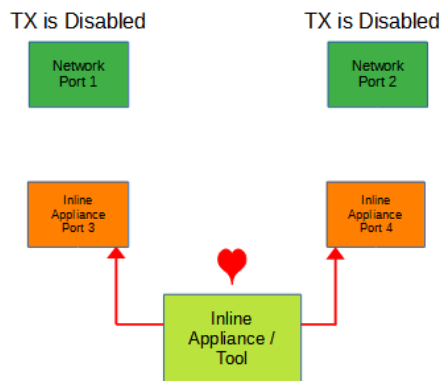 TX is Disabled
TX is Disabled
Network
Port 1
Network
Port 2
Inline
Appliance
Port 3
Inline
Appliance
Port 4
Inline
Appliance /
Tool